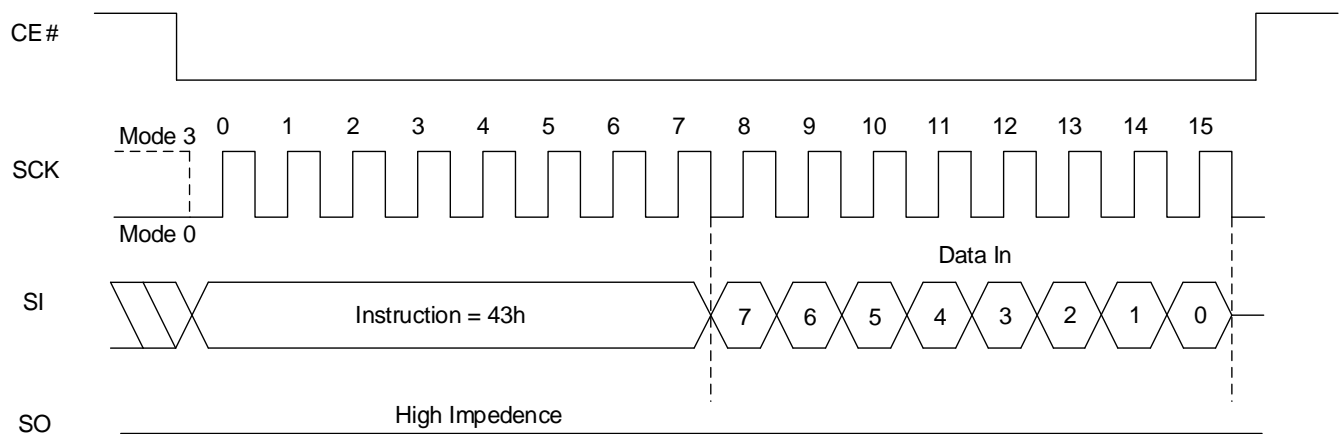 CE#
Mode 3 0 1 2 3 4 5 6 7 8 9 10 11 12 13 14 15
SCK
Mode 0
Data In
SI Instruction = 43h 7 6 5 4 3 2 1 0
High Impedence
SO